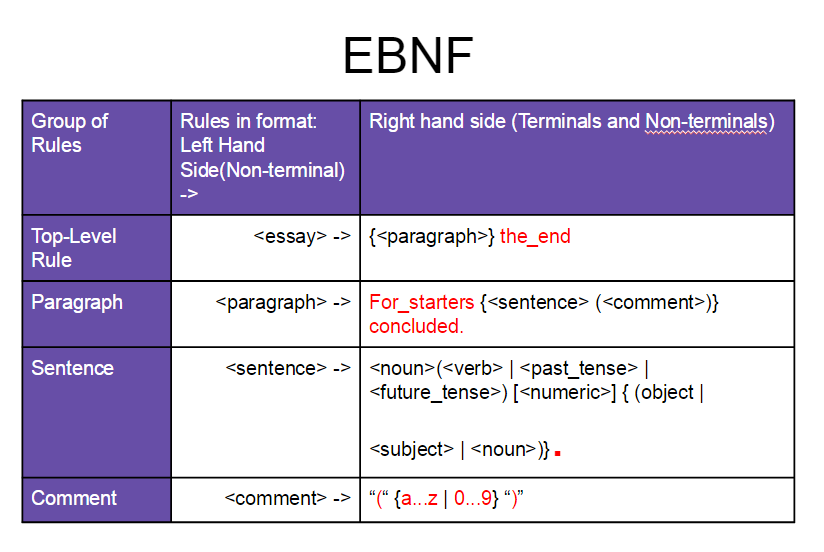 EBNF
Group of
Rules
Rules in format:
Left Hand
Side(Non-terminal)
->
Right hand side (Terminals and Non-terminals)
Top-Level
Rule
<essay> ->
{<paragraph>} the_end
Paragraph
<paragraph> ->
For_starters {<sentence> (<comment>)}
concluded.
Sentence
<sentence> ->
<noun>(<verb> | <past_tense> |
<future_tense>) [<numeric>] { (object |
<subject> | <noun>)} .
Comment
<comment> ->
“(“ {a...z | 0...9} “)”